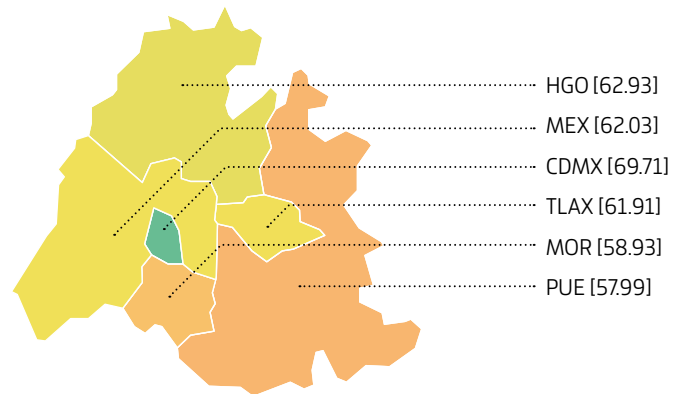 HGO [62.93]
MEX [62.03]
CDMX [69.71]
TLAX [61.91]
MOR [58.93]
PUE [57.99]